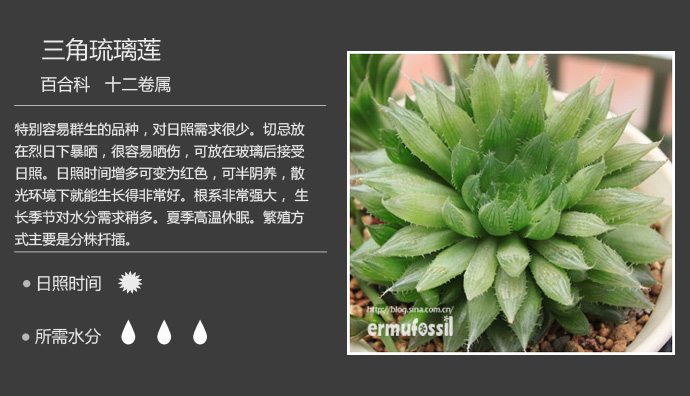 三角琉璃莲
百合科 十二卷属
特别容易群生的品种，对日照需求很少。切忌放
在烈日下暴晒，很容易晒伤，可放在玻璃后接受
日照。日照时间增多可变为红色，可半阴养，散
光环境下就能生长得非常好。根系非常强大， 生
长季节对水分需求稍多。夏季高温休眠。繁殖方
式主要是分株扦插。
日照时间
所需水分
http://blog.sina.com.cn/
ermufossil